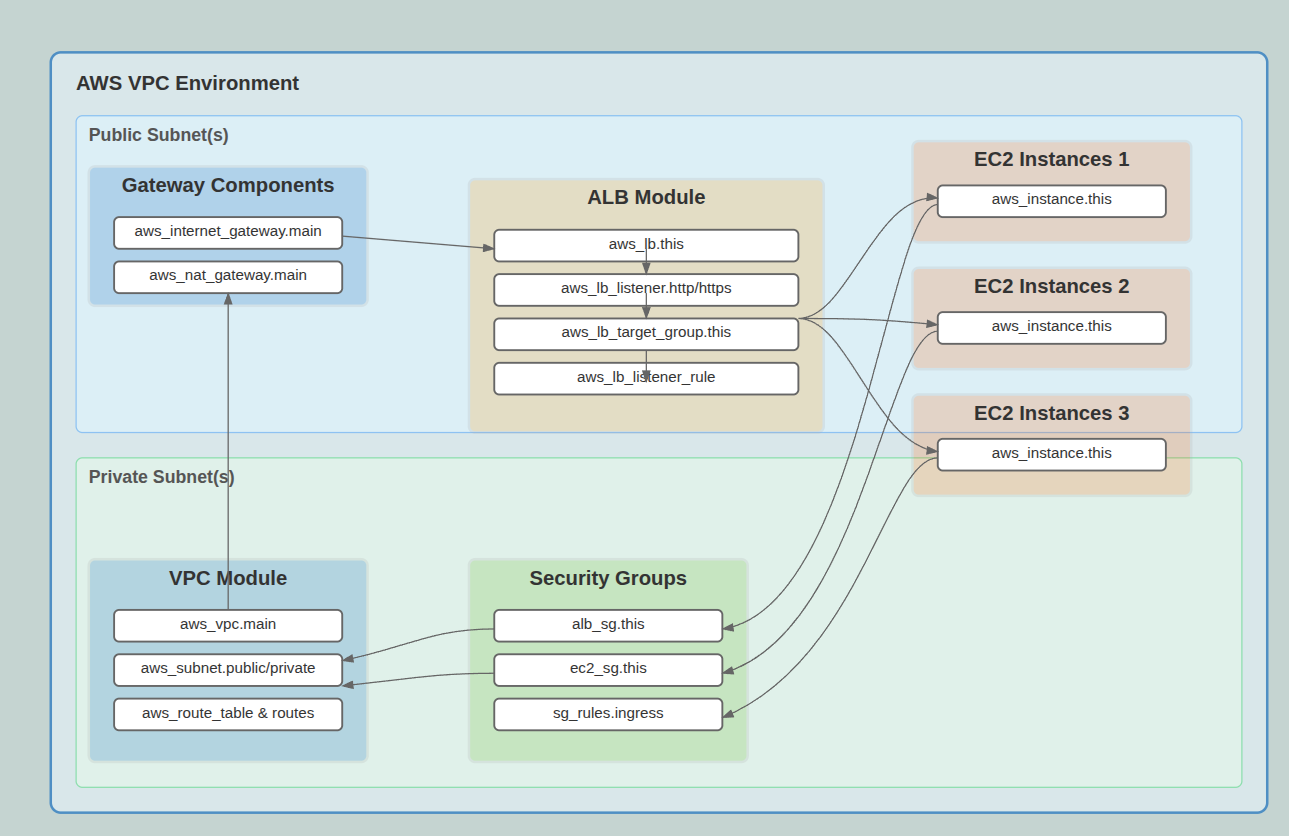 AWS VPC Environment
Public Subnet(s)
Gateway Components
aws_internet_gateway.main
aws_nat_gateway.main
ALB Module
aws_lb.this
aws_lb_listener.http/https
aws_lb_target_group.this
aws_lb_listener_rule
EC2 Instances 1
aws_instance.this
EC2 Instances 2
aws_instance.this
EC2 Instances 3
aws_instance.this
Private Subnet(s)
VPC Module
aws_vpc.main
aws_subnet.public/private
aws_route_table & routes
Security Groups
alb_sg.this
ec2_sg.this
sg_rules.ingress